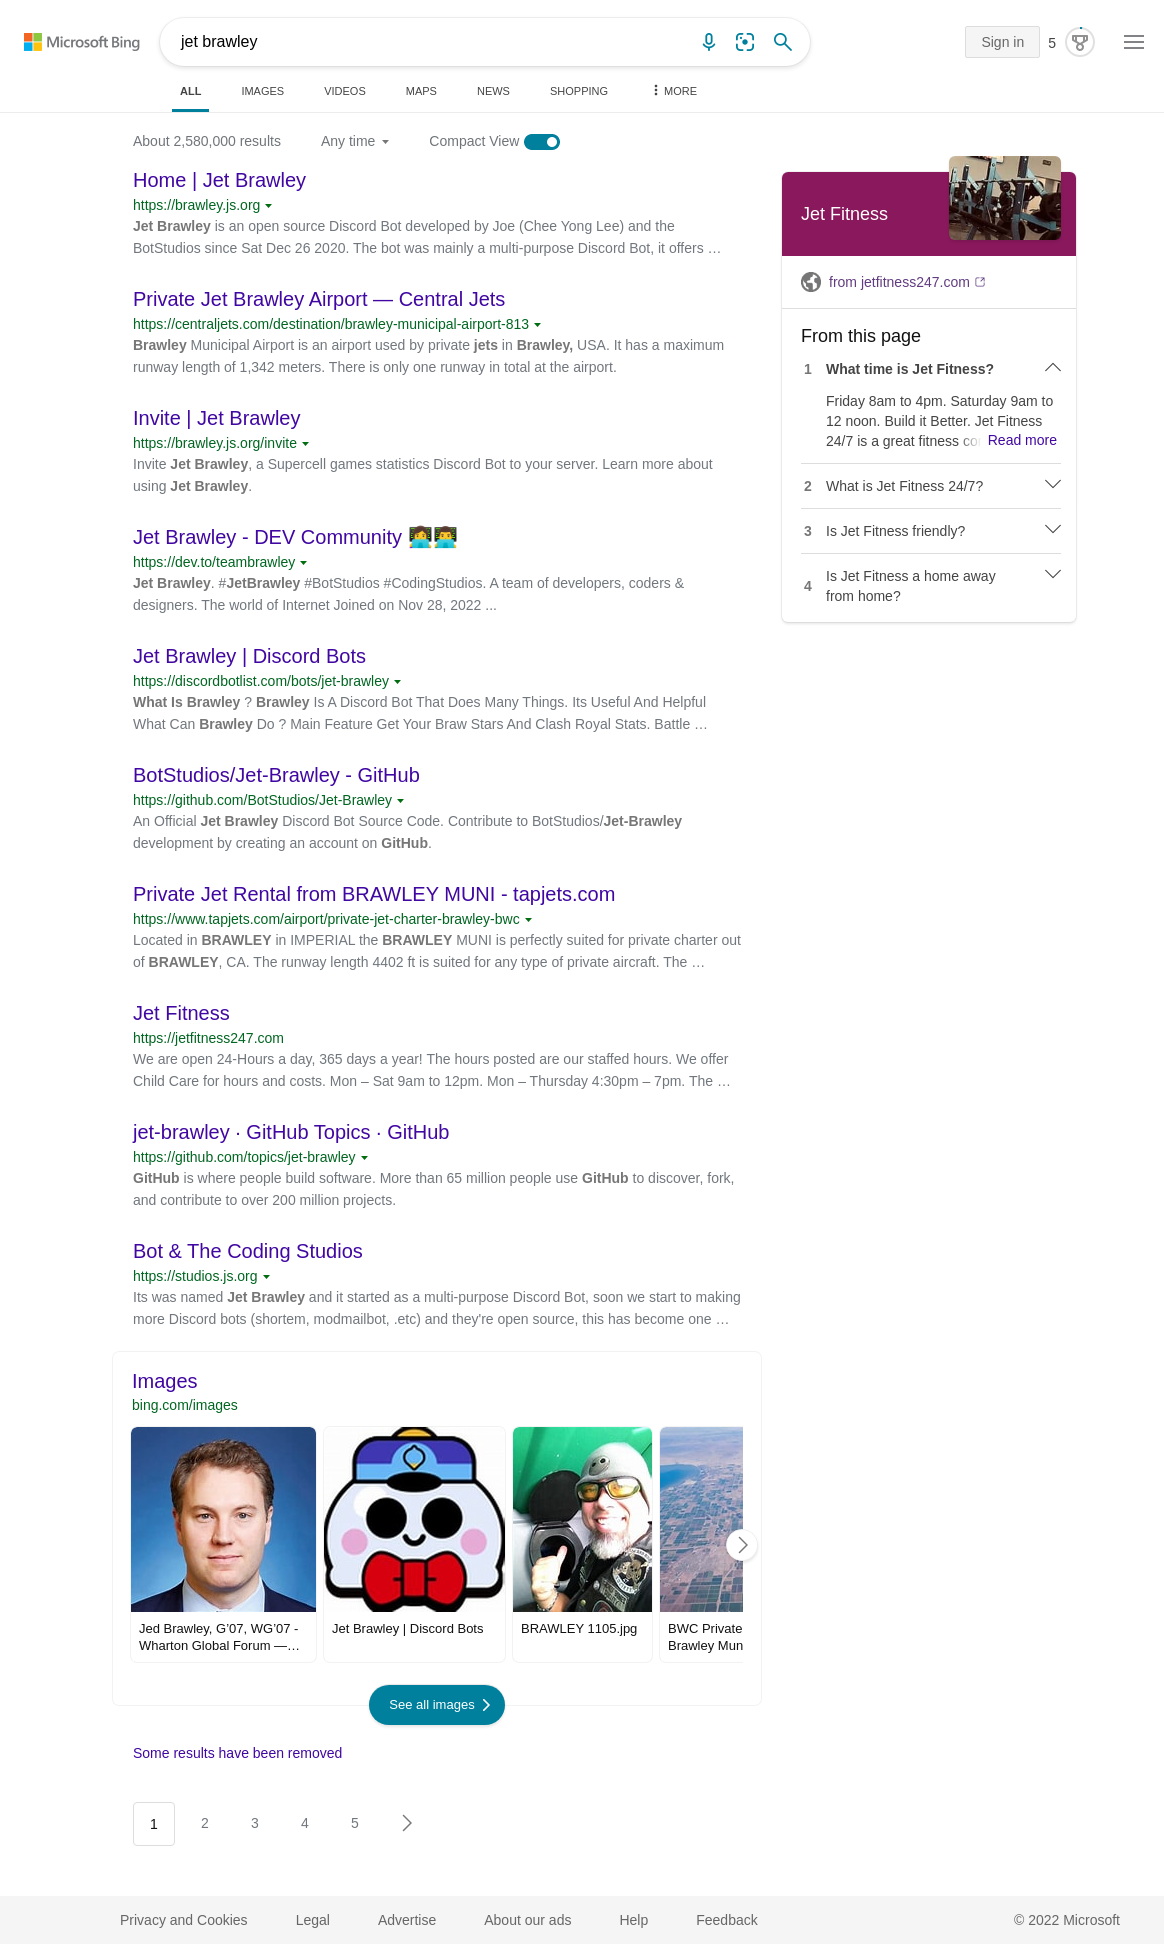 Microsoft Bing
jet brawley
Sign in
5
ALL
IMAGES
VIDEOS
MAPS
NEWS
SHOPPING
MORE
About 2,580,000 results
Any time
Compact View
Home | Jet Brawley
https://brawley.js.org
Jet Brawley is an open source Discord Bot developed by Joe (Chee Yong Lee) and the
BotStudios since Sat Dec 26 2020. The bot was mainly a multi-purpose Discord Bot, it offers …
Private Jet Brawley Airport — Central Jets
https://centraljets.com/destination/brawley-municipal-airport-813
Brawley Municipal Airport is an airport used by private jets in Brawley, USA. It has a maximum
runway length of 1,342 meters. There is only one runway in total at the airport.
Invite | Jet Brawley
https://brawley.js.org/invite
Invite Jet Brawley, a Supercell games statistics Discord Bot to your server. Learn more about
using Jet Brawley.
Jet Brawley - DEV Community 👩‍💻👨‍💻
https://dev.to/teambrawley
Jet Brawley. #JetBrawley #BotStudios #CodingStudios. A team of developers, coders &
designers. The world of Internet Joined on Nov 28, 2022 ...
Jet Brawley | Discord Bots
https://discordbotlist.com/bots/jet-brawley
What Is Brawley ? Brawley Is A Discord Bot That Does Many Things. Its Useful And Helpful
What Can Brawley Do ? Main Feature Get Your Braw Stars And Clash Royal Stats. Battle …
BotStudios/Jet-Brawley - GitHub
https://github.com/BotStudios/Jet-Brawley
An Official Jet Brawley Discord Bot Source Code. Contribute to BotStudios/Jet-Brawley
development by creating an account on GitHub.
Private Jet Rental from BRAWLEY MUNI - tapjets.com
https://www.tapjets.com/airport/private-jet-charter-brawley-bwc
Located in BRAWLEY in IMPERIAL the BRAWLEY MUNI is perfectly suited for private charter out
of BRAWLEY, CA. The runway length 4402 ft is suited for any type of private aircraft. The …
Jet Fitness
https://jetfitness247.com
We are open 24-Hours a day, 365 days a year! The hours posted are our staffed hours. We offer
Child Care for hours and costs. Mon – Sat 9am to 12pm. Mon – Thursday 4:30pm – 7pm. The …
jet-brawley · GitHub Topics · GitHub
https://github.com/topics/jet-brawley
GitHub is where people build software. More than 65 million people use GitHub to discover, fork,
and contribute to over 200 million projects.
Bot & The Coding Studios
https://studios.js.org
Its was named Jet Brawley and it started as a multi-purpose Discord Bot, soon we start to making
more Discord bots (shortem, modmailbot, .etc) and they're open source, this has become one …
Images
bing.com/images
Jed Brawley, G'07, WG'07 -
Wharton Global Forum —…
Jet Brawley | Discord Bots
BRAWLEY 1105.jpg
BWC Private
Brawley Mun
See all images
Some results have been removed
1
2
3
4
5
Jet Fitness
from jetfitness247.com
From this page
1 What time is Jet Fitness?
Friday 8am to 4pm. Saturday 9am to
12 noon. Build it Better. Jet Fitness
24/7 is a great fitness co Read more
2 What is Jet Fitness 24/7?
3 Is Jet Fitness friendly?
4 Is Jet Fitness a home away
from home?
Privacy and Cookies
Legal
Advertise
About our ads
Help
Feedback
© 2022 Microsoft